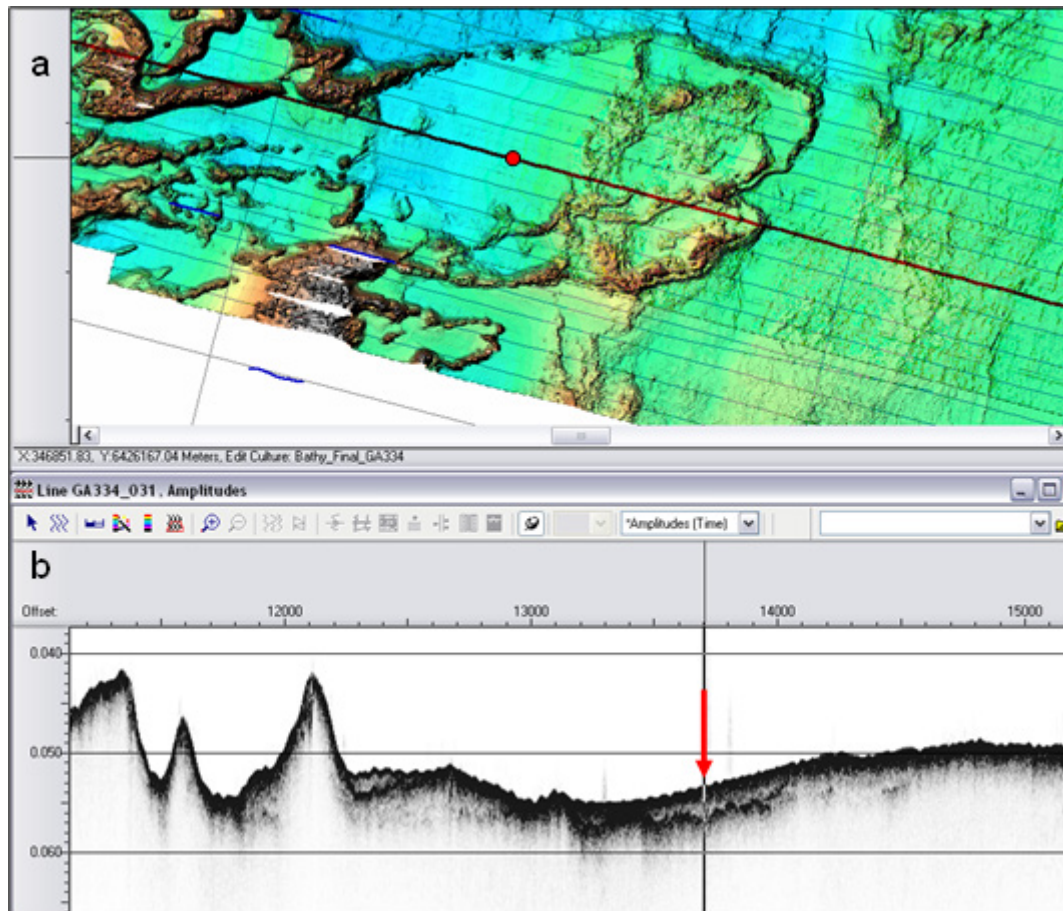 a
X:346851.83, Y:6426167.04 Meters, Edit Culture: Bathy_Final_GA334
Line GA334_031, Amplitudes
*Amplitudes (Time)
b
Offset: 12000 13000 14000 15000
0.040
0.050
0.060